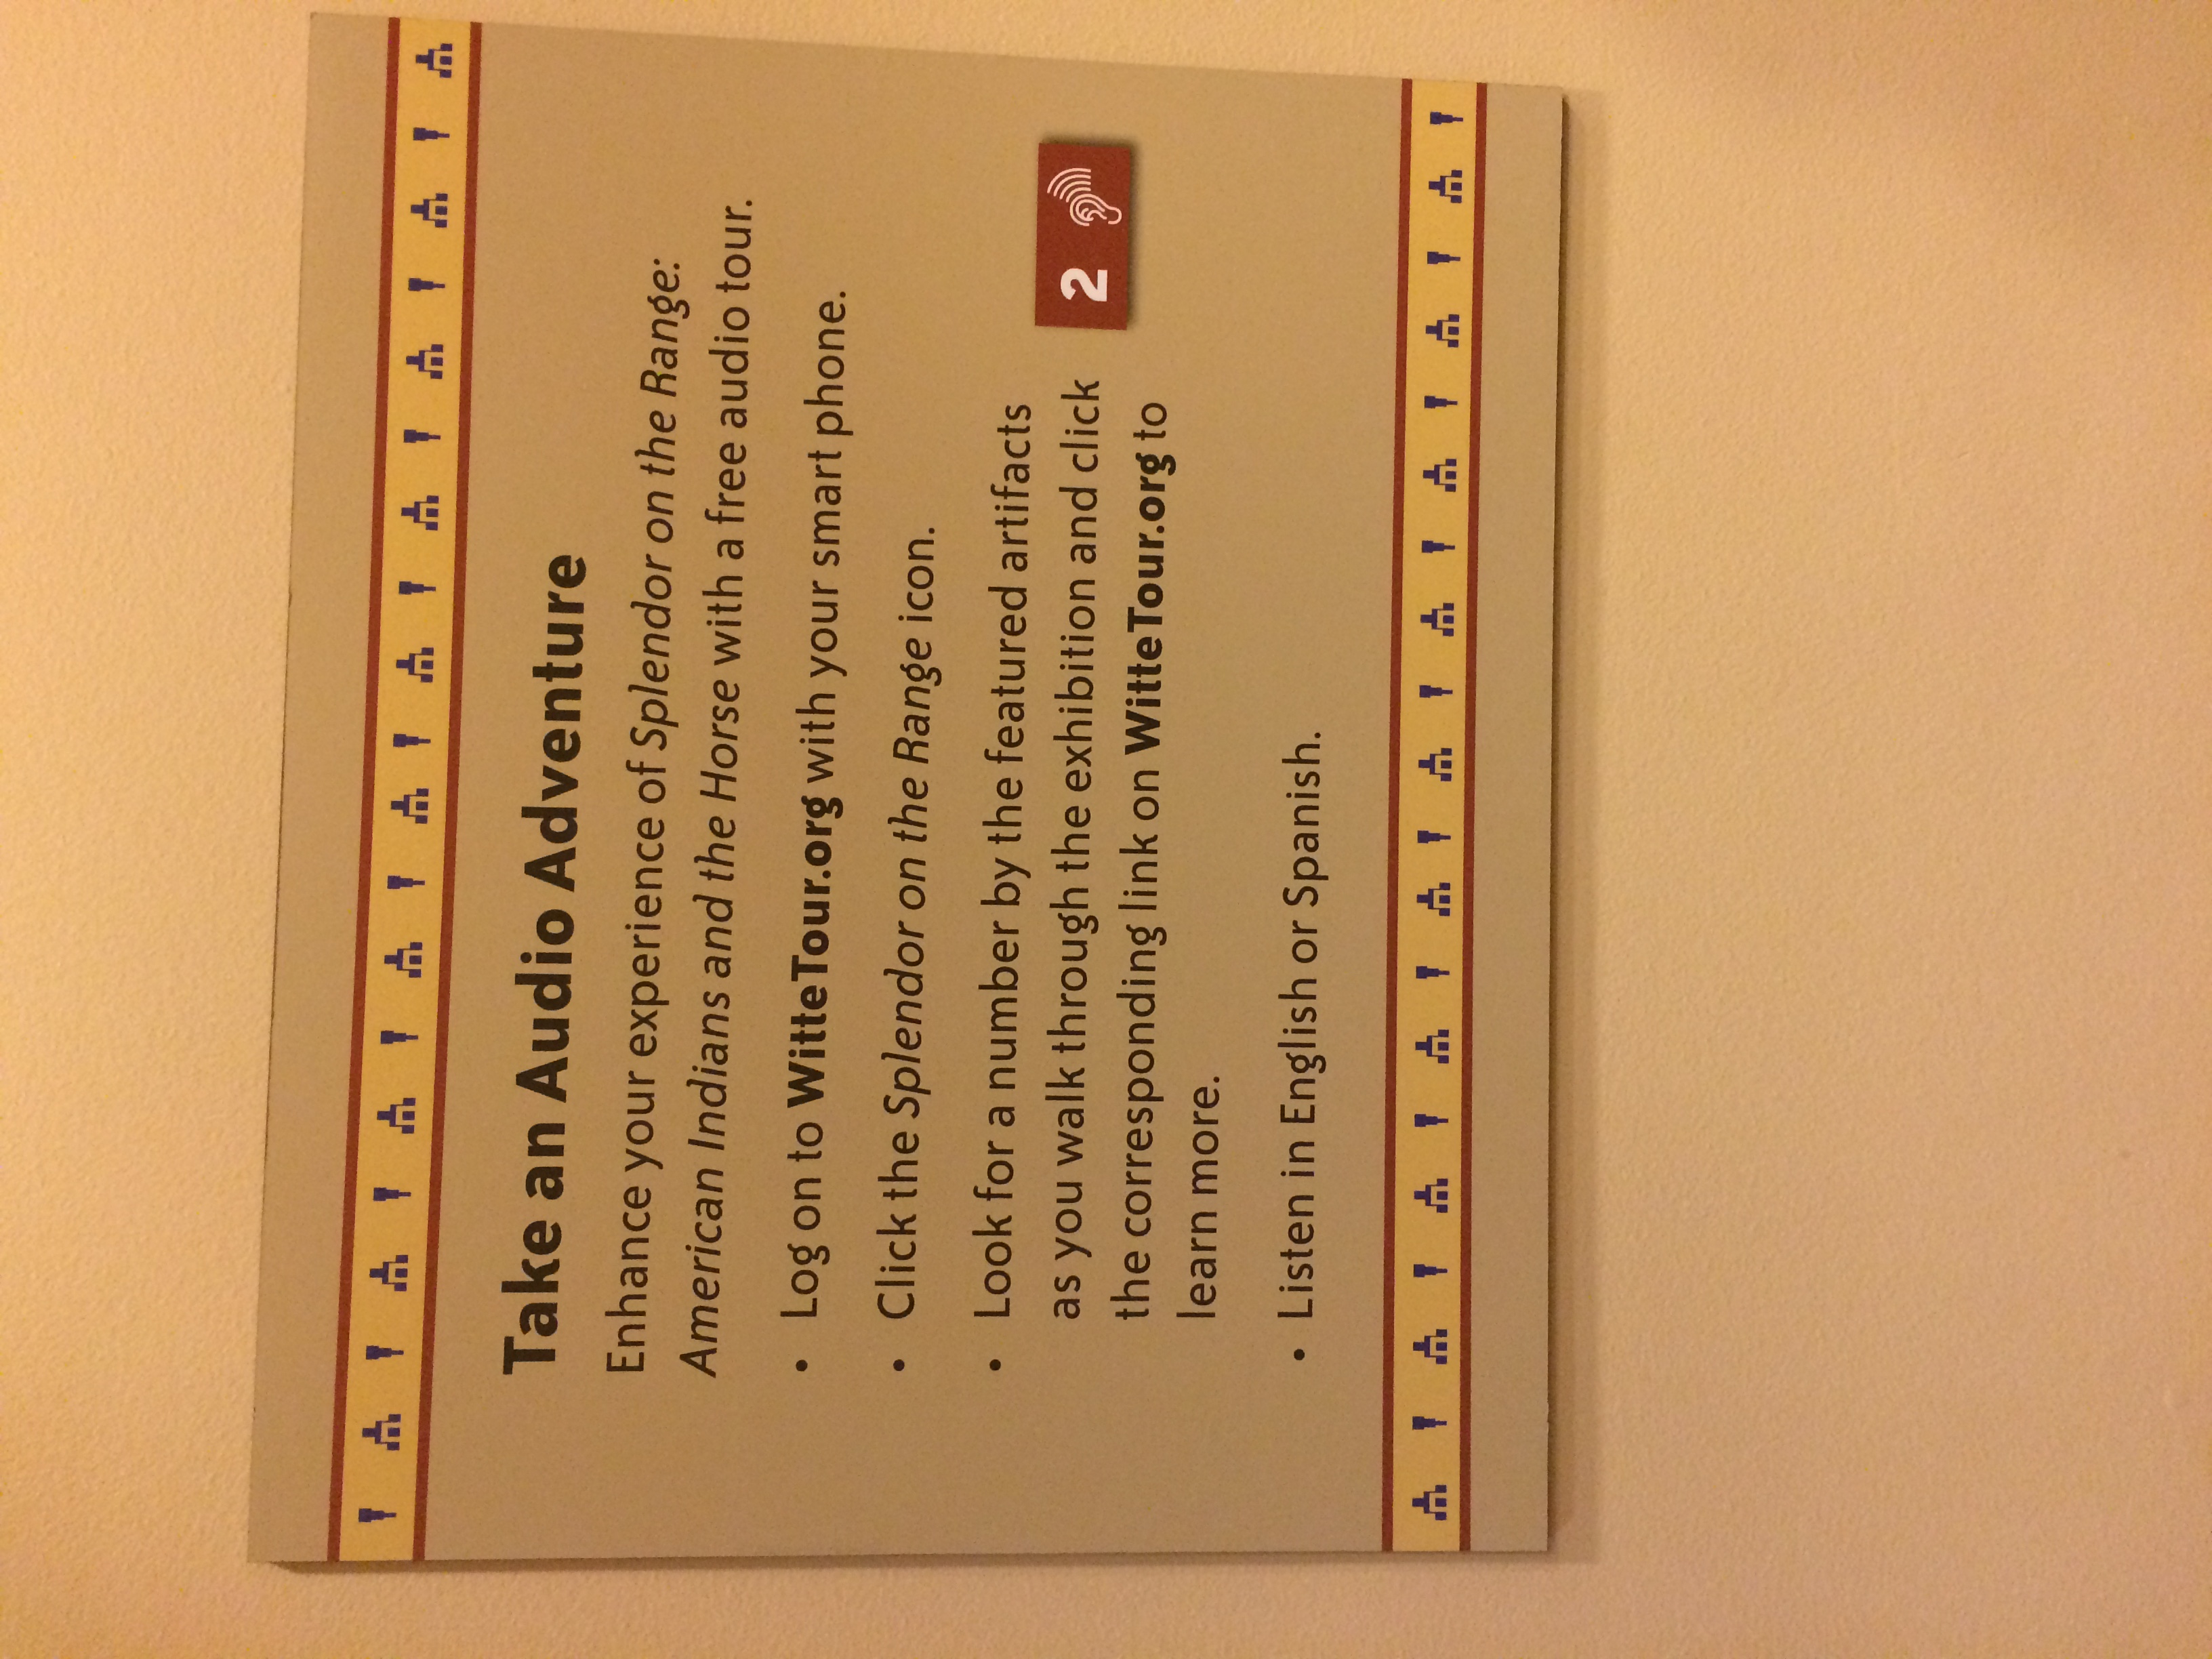 Take an Audio Adventure
Enhance your experience of Splendor on the Range:
American Indians and the Horse with a free audio tour.
• Log on to WitteTour.org with your smart phone.
• Click the Splendor on the Range icon.
• Look for a number by the featured artifacts
as you walk through the exhibition and click
the corresponding link on WitteTour.org to
learn more.
2
• Listen in English or Spanish.